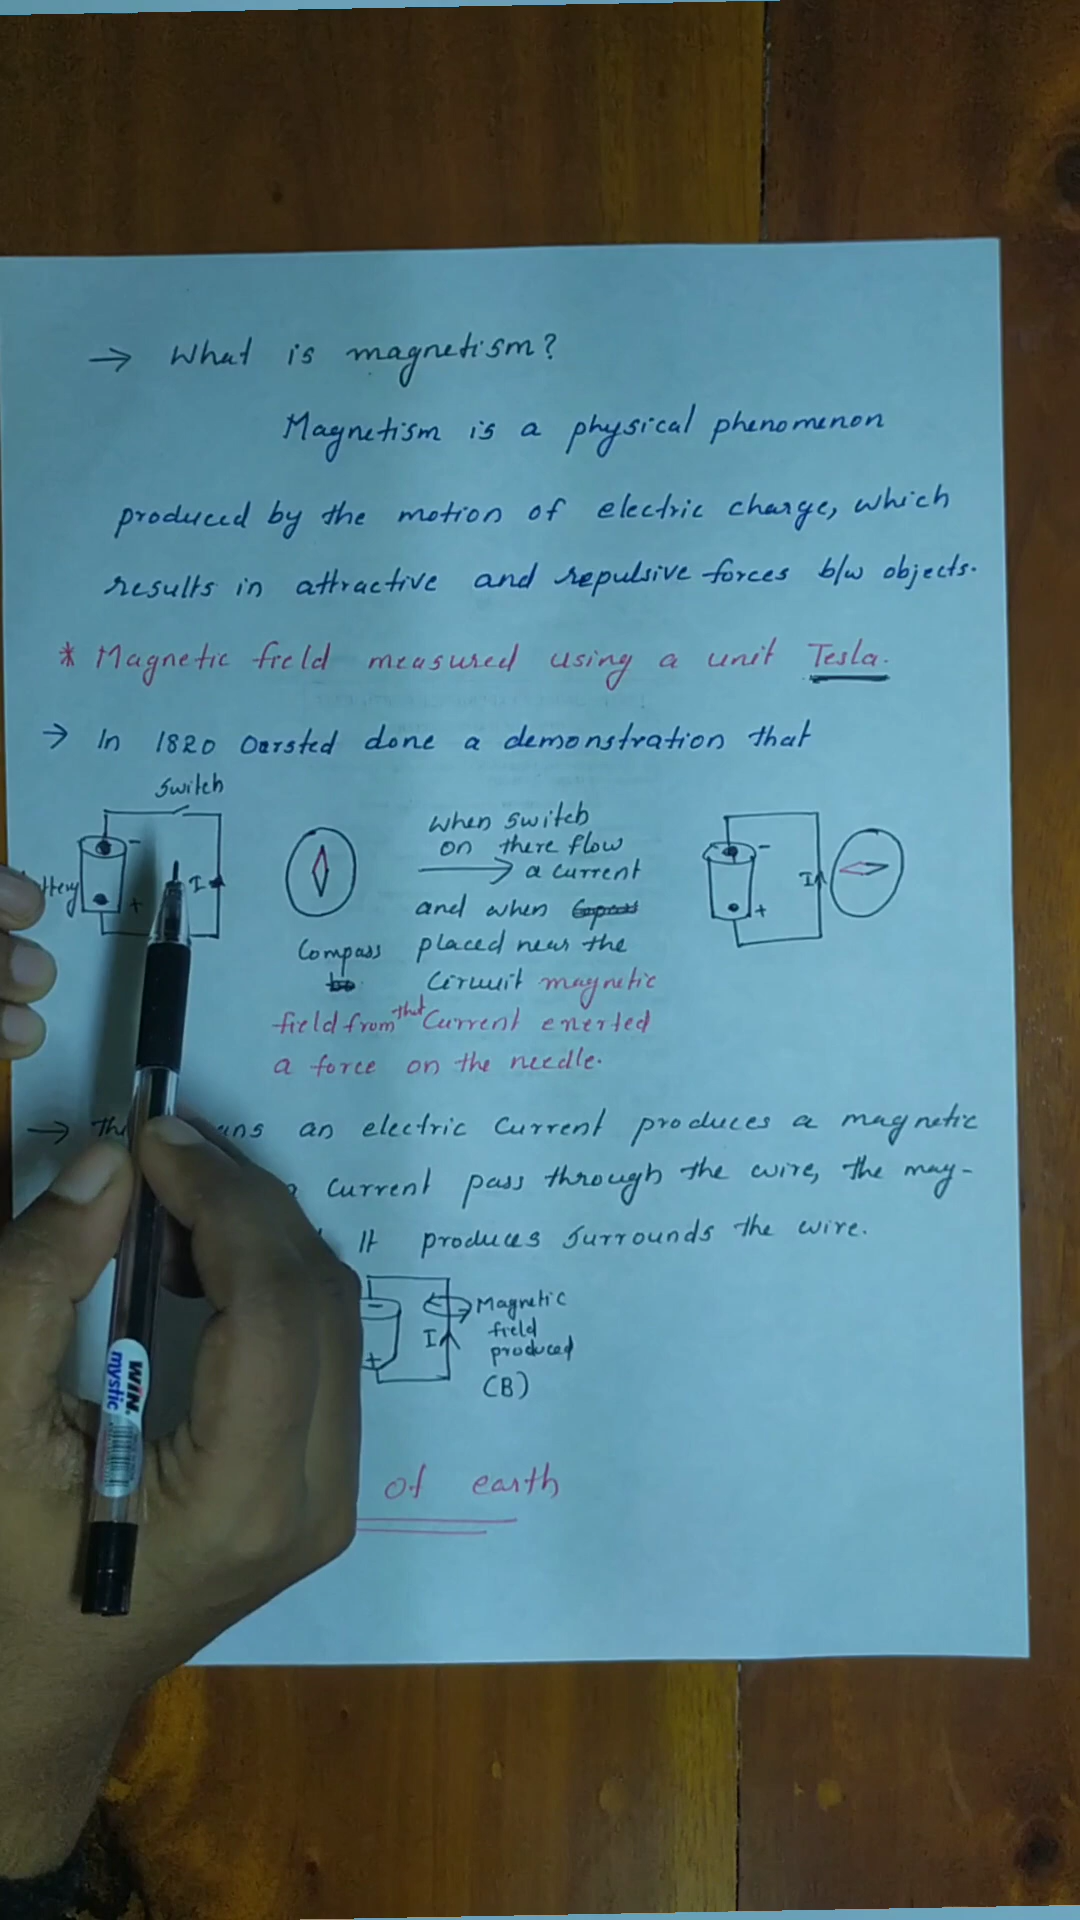 → What is magnetism?
Magnetism is a physical phenomenon
produced by the motion of electric charge, which
results in attractive and repulsive forces b/w objects.
* Magnetic field measured using a unit Tesla.
→ In 1820 Oersted done a demonstration that
Switch
-
I
+
Compass
when switch
on there flow
→ a current
and when
placed near the
circuit magnetic
field from that current exerted
a force on the needle.
-
I
+
→ an electric current produces a magnetic
current pass through the wire, the mag-
It produces surrounds the wire.
-
I
+
Magnetic
field
produced
(B)
of earth
WIN.
mystic